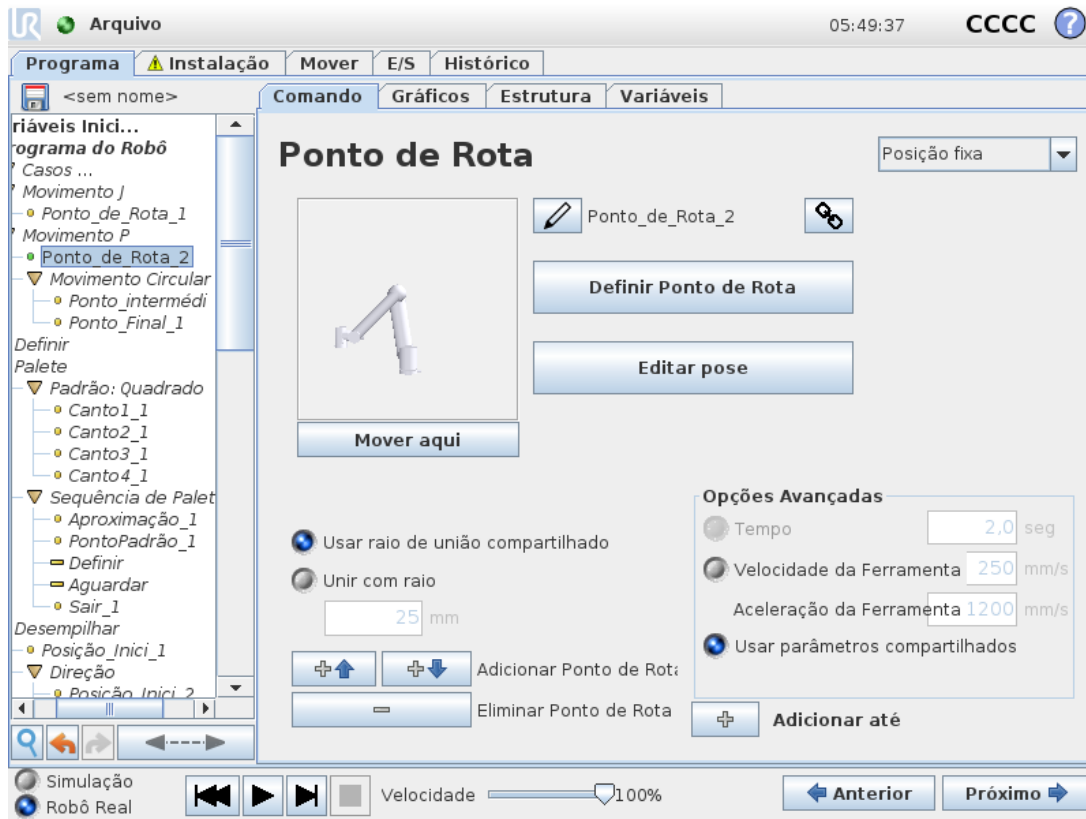 UR Arquivo 05:49:37 CCCC ?
Programa Instalação Mover E/S Histórico
<sem nome> Comando Gráficos Estrutura Variáveis
riáveis Inici...
rograma do Robô
Casos ...
Movimento J
Ponto_de_Rota_1
Movimento P
Ponto_de_Rota_2
Movimento Circular
Ponto_intermédi
Ponto_Final_1
Definir
Palete
Padrão: Quadrado
Canto1_1
Canto2_1
Canto3_1
Canto4_1
Sequência de Palet
Aproximação_1
PontoPadrão_1
Definir
Aguardar
Sair_1
Desempilhar
Posição_Inici_1
Direção
Posição_Inici_2
Ponto de Rota
Posição fixa
Ponto_de_Rota_2
Definir Ponto de Rota
Editar pose
Mover aqui
Usar raio de união compartilhado
Unir com raio
25 mm
Adicionar Ponto de Rota
Eliminar Ponto de Rota
Opções Avançadas
Tempo 2,0 seg
Velocidade da Ferramenta 250 mm/s
Aceleração da Ferramenta 1200 mm/s
Usar parâmetros compartilhados
Adicionar até
Simulação
Robô Real
Velocidade 100%
Anterior Próximo